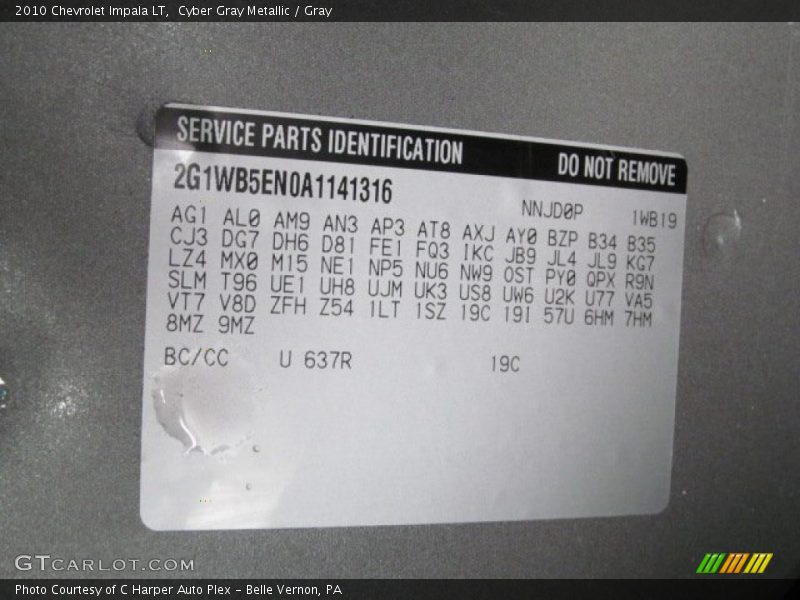 2010 Chevrolet Impala LT, Cyber Gray Metallic / Gray
SERVICE PARTS IDENTIFICATION DO NOT REMOVE
2G1WB5EN0A1141316 NNJD0P 1WB19
AG1 AL0 AM9 AN3 AP3 AT8 AXJ AY0 BZP B34 B35
CJ3 DG7 DH6 D81 FE1 FQ3 IKC JB9 JL4 JL9 KG7
LZ4 MX0 M15 NE1 NP5 NU6 NW9 OST PY0 QPX R9N
SLM T96 UE1 UH8 UJM UK3 US8 UW6 U2K U77 VA5
VT7 V8D ZFH Z54 1LT 1SZ 19C 19I 57U 6HM 7HM
8MZ 9MZ
BC/CC U 637R 19C
GTCARLOT.COM
Photo Courtesy of C Harper Auto Plex - Belle Vernon, PA